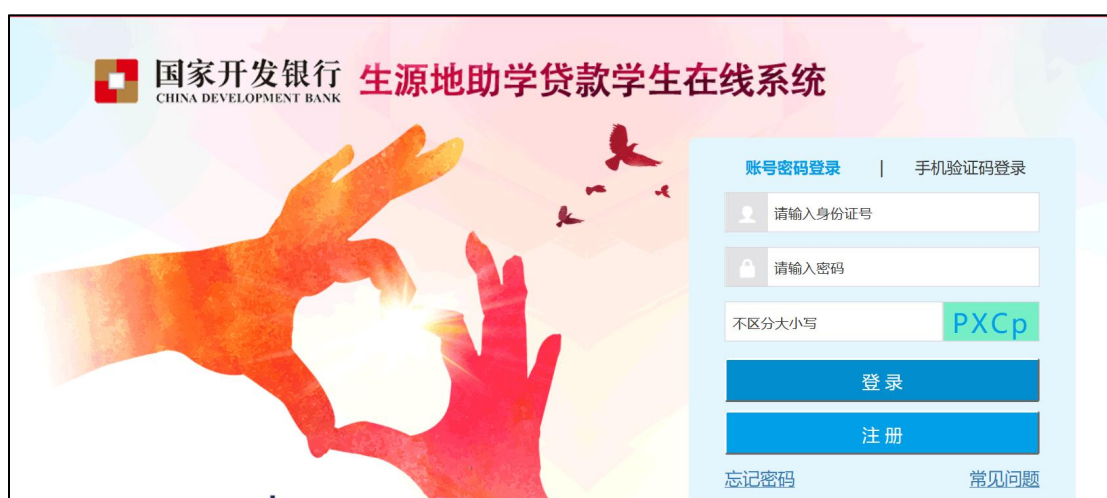 国家开发银行 生源地助学贷款学生在线系统
CHINA DEVELOPMENT BANK
账号密码登录 | 手机验证码登录
请输入身份证号
请输入密码
不区分大小写 PXCp
登录
注册
忘记密码 常见问题